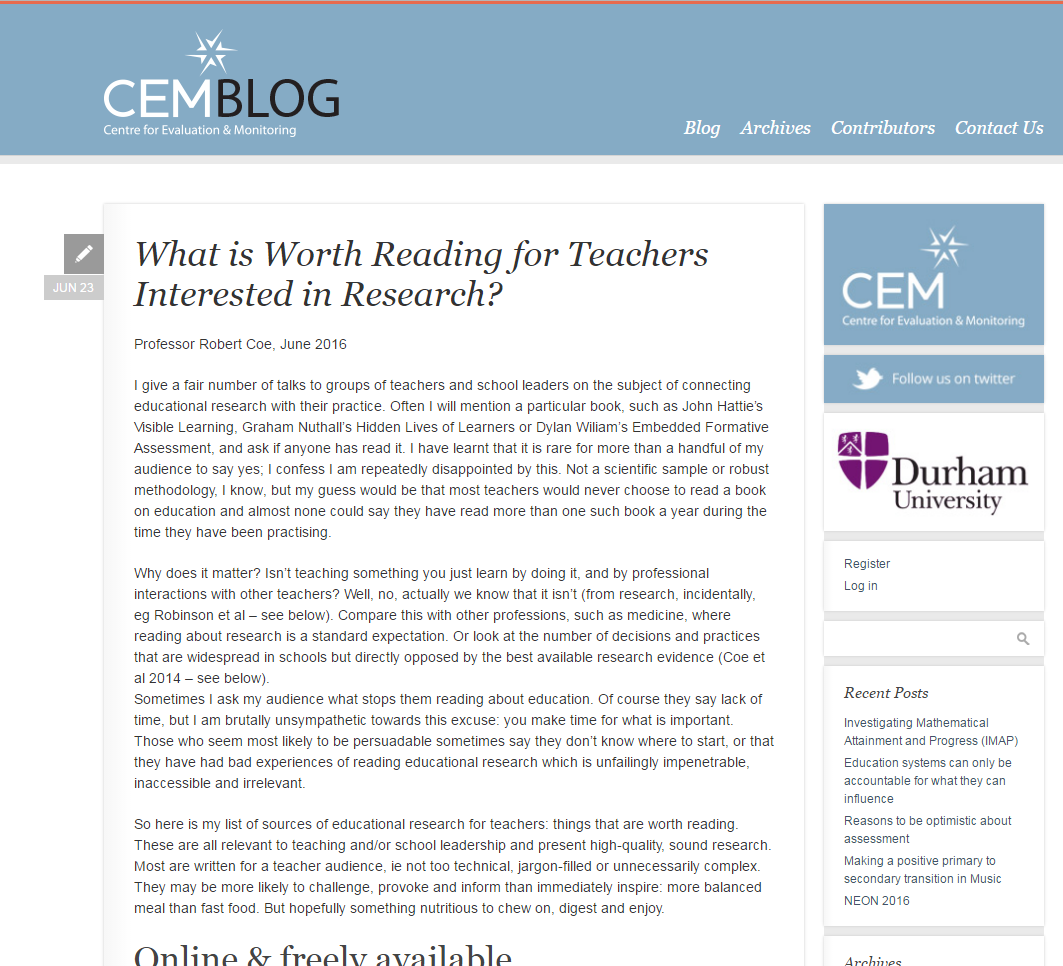 CEMBLOG
Centre for Evaluation & Monitoring
Blog Archives Contributors Contact Us
JUN 23
What is Worth Reading for Teachers
Interested in Research?
Professor Robert Coe, June 2016
I give a fair number of talks to groups of teachers and school leaders on the subject of connecting
educational research with their practice. Often I will mention a particular book, such as John Hattie’s
Visible Learning, Graham Nuthall’s Hidden Lives of Learners or Dylan Wiliam’s Embedded Formative
Assessment, and ask if anyone has read it. I have learnt that it is rare for more than a handful of my
audience to say yes; I confess I am repeatedly disappointed by this. Not a scientific sample or robust
methodology, I know, but my guess would be that most teachers would never choose to read a book
on education and almost none could say they have read more than one such book a year during the
time they have been practising.
Why does it matter? Isn’t teaching something you just learn by doing it, and by professional
interactions with other teachers? Well, no, actually we know that it isn’t (from research, incidentally,
eg Robinson et al – see below). Compare this with other professions, such as medicine, where
reading about research is a standard expectation. Or look at the number of decisions and practices
that are widespread in schools but directly opposed by the best available research evidence (Coe et
al 2014 – see below).
Sometimes I ask my audience what stops them reading about education. Of course they say lack of
time, but I am brutally unsympathetic towards this excuse: you make time for what is important.
Those who seem most likely to be persuadable sometimes say they don’t know where to start, or that
they have had bad experiences of reading educational research which is unfailingly impenetrable,
inaccessible and irrelevant.
So here is my list of sources of educational research for teachers: things that are worth reading.
These are all relevant to teaching and/or school leadership and present high-quality, sound research.
Most are written for a teacher audience, ie not too technical, jargon-filled or unnecessarily complex.
They may be more likely to challenge, provoke and inform than immediately inspire: more balanced
meal than fast food. But hopefully something nutritious to chew on, digest and enjoy.
Online & freely available
CEM
Centre for Evaluation & Monitoring
Follow us on twitter
Durham
University
Register
Log in
Recent Posts
Investigating Mathematical
Attainment and Progress (IMAP)
Education systems can only be
accountable for what they can
influence
Reasons to be optimistic about
assessment
Making a positive primary to
secondary transition in Music
NEON 2016
Archives